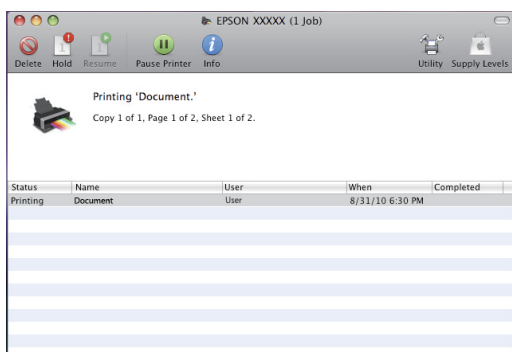 EPSON XXXXX (1 Job)
Delete Hold Resume Pause Printer Info Utility Supply Levels
Printing 'Document.'
Copy 1 of 1, Page 1 of 2, Sheet 1 of 2.
Status Name User When Completed
Printing Document User 8/31/10 6:30 PM